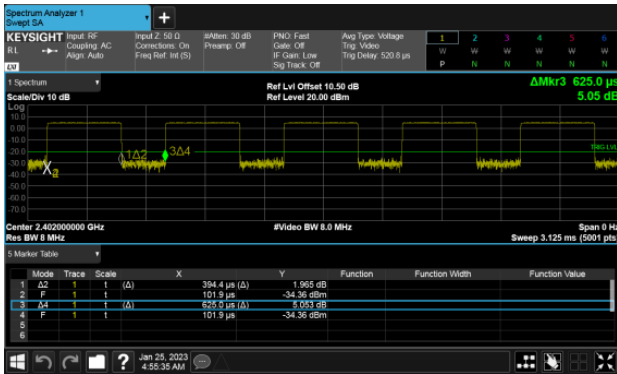 Spectrum Analyzer 1
Swept SA
+
KEYSIGHT Input: RF Input Z: 50 Ω #Atten: 30 dB PNO: Fast Avg Type: Voltage 1 2 3 4 5 6
RL Coupling: AC Corrections: On Preamp: Off Gate: Off Trig: Video W W W W W W
Align: Auto Freq Ref: Int (S) IF Gain: Low Trig Delay: 520.8 µs P N N N N N
LXI Sig Track: Off
1 Spectrum Ref Lvl Offset 10.50 dB ΔMkr3 625.0 µs
Scale/Div 10 dB Ref Level 20.00 dBm 5.05 dB
Log
10.0
0.00
-10.0
-20.0 TRIG LVL
-30.0 1Δ2 3Δ4
-40.0
-50.0
-60.0
-70.0
Center 2.402000000 GHz #Video BW 8.0 MHz Span 0 Hz
Res BW 8 MHz Sweep 3.125 ms (5001 pts)
5 Marker Table
Mode Trace Scale X Y Function Function Width Function Value
1 Δ2 1 t (Δ) 394.4 µs (Δ) 1.965 dB
2 F 1 t 101.9 µs -34.36 dBm
3 Δ4 1 t (Δ) 625.0 µs (Δ) 5.053 dB
4 F 1 t 101.9 µs -34.36 dBm
5
6
? Jan 25, 2023
4:55:35 AM